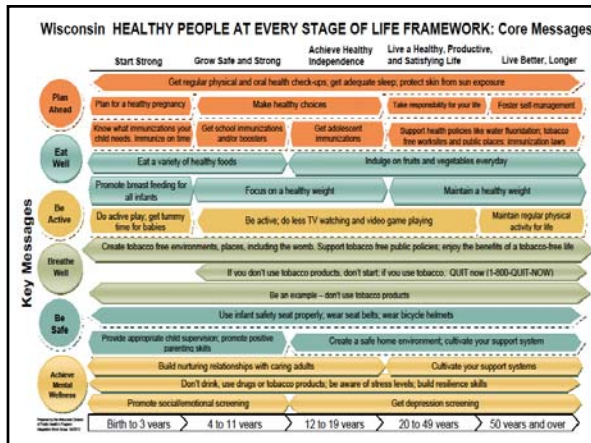 Wisconsin HEALTHY PEOPLE AT EVERY STAGE OF LIFE FRAMEWORK: Core Messages
Start Strong
Grow Safe and Strong
Achieve Healthy
Independence
Live a Healthy, Productive,
and Satisfying Life
Live Better, Longer
Key Messages
Plan
Ahead
Get regular physical and oral health check-ups, get adequate sleep; protect skin from sun exposure
Plan for a healthy pregnancy
Make healthy choices
Take responsibility for your life
Foster self-management
Know what immunizations your
child needs. Immunize on time
Get school immunizations
and/or boosters
Get adolescent
immunizations
Support health policies like water fluoridation; tobacco
free worksites and public places; immunization laws
Eat
Well
Eat a variety of healthy foods
Indulge on fruits and vegetables everyday
Promote breast feeding for
all infants
Focus on a healthy weight
Maintain a healthy weight
Be
Active
Do active play; get tummy
time for babies
Be active; do less TV watching and video game playing
Maintain regular physical
activity for life
Breathe
Well
Create tobacco free environments, places, including the womb. Support tobacco free public policies; enjoy the benefits of a tobacco-free life
If you don't use tobacco products, don't start; if you use tobacco. QUIT now (1-800-QUIT-NOW)
Be an example – don't use tobacco products
Be
Safe
Use infant safety seat properly; wear seat belts; wear bicycle helmets
Provide appropriate child supervision; promote positive
parenting skills
Create a safe home environment; cultivate your support system
Achieve
Mental
Wellness
Build nurturing relationships with caring adults
Cultivate your support systems
Don't drink, use drugs or tobacco products; be aware of stress levels; build resilience skills
Promote social/emotional screening
Get depression screening
Birth to 3 years
4 to 11 years
12 to 19 years
20 to 49 years
50 years and over